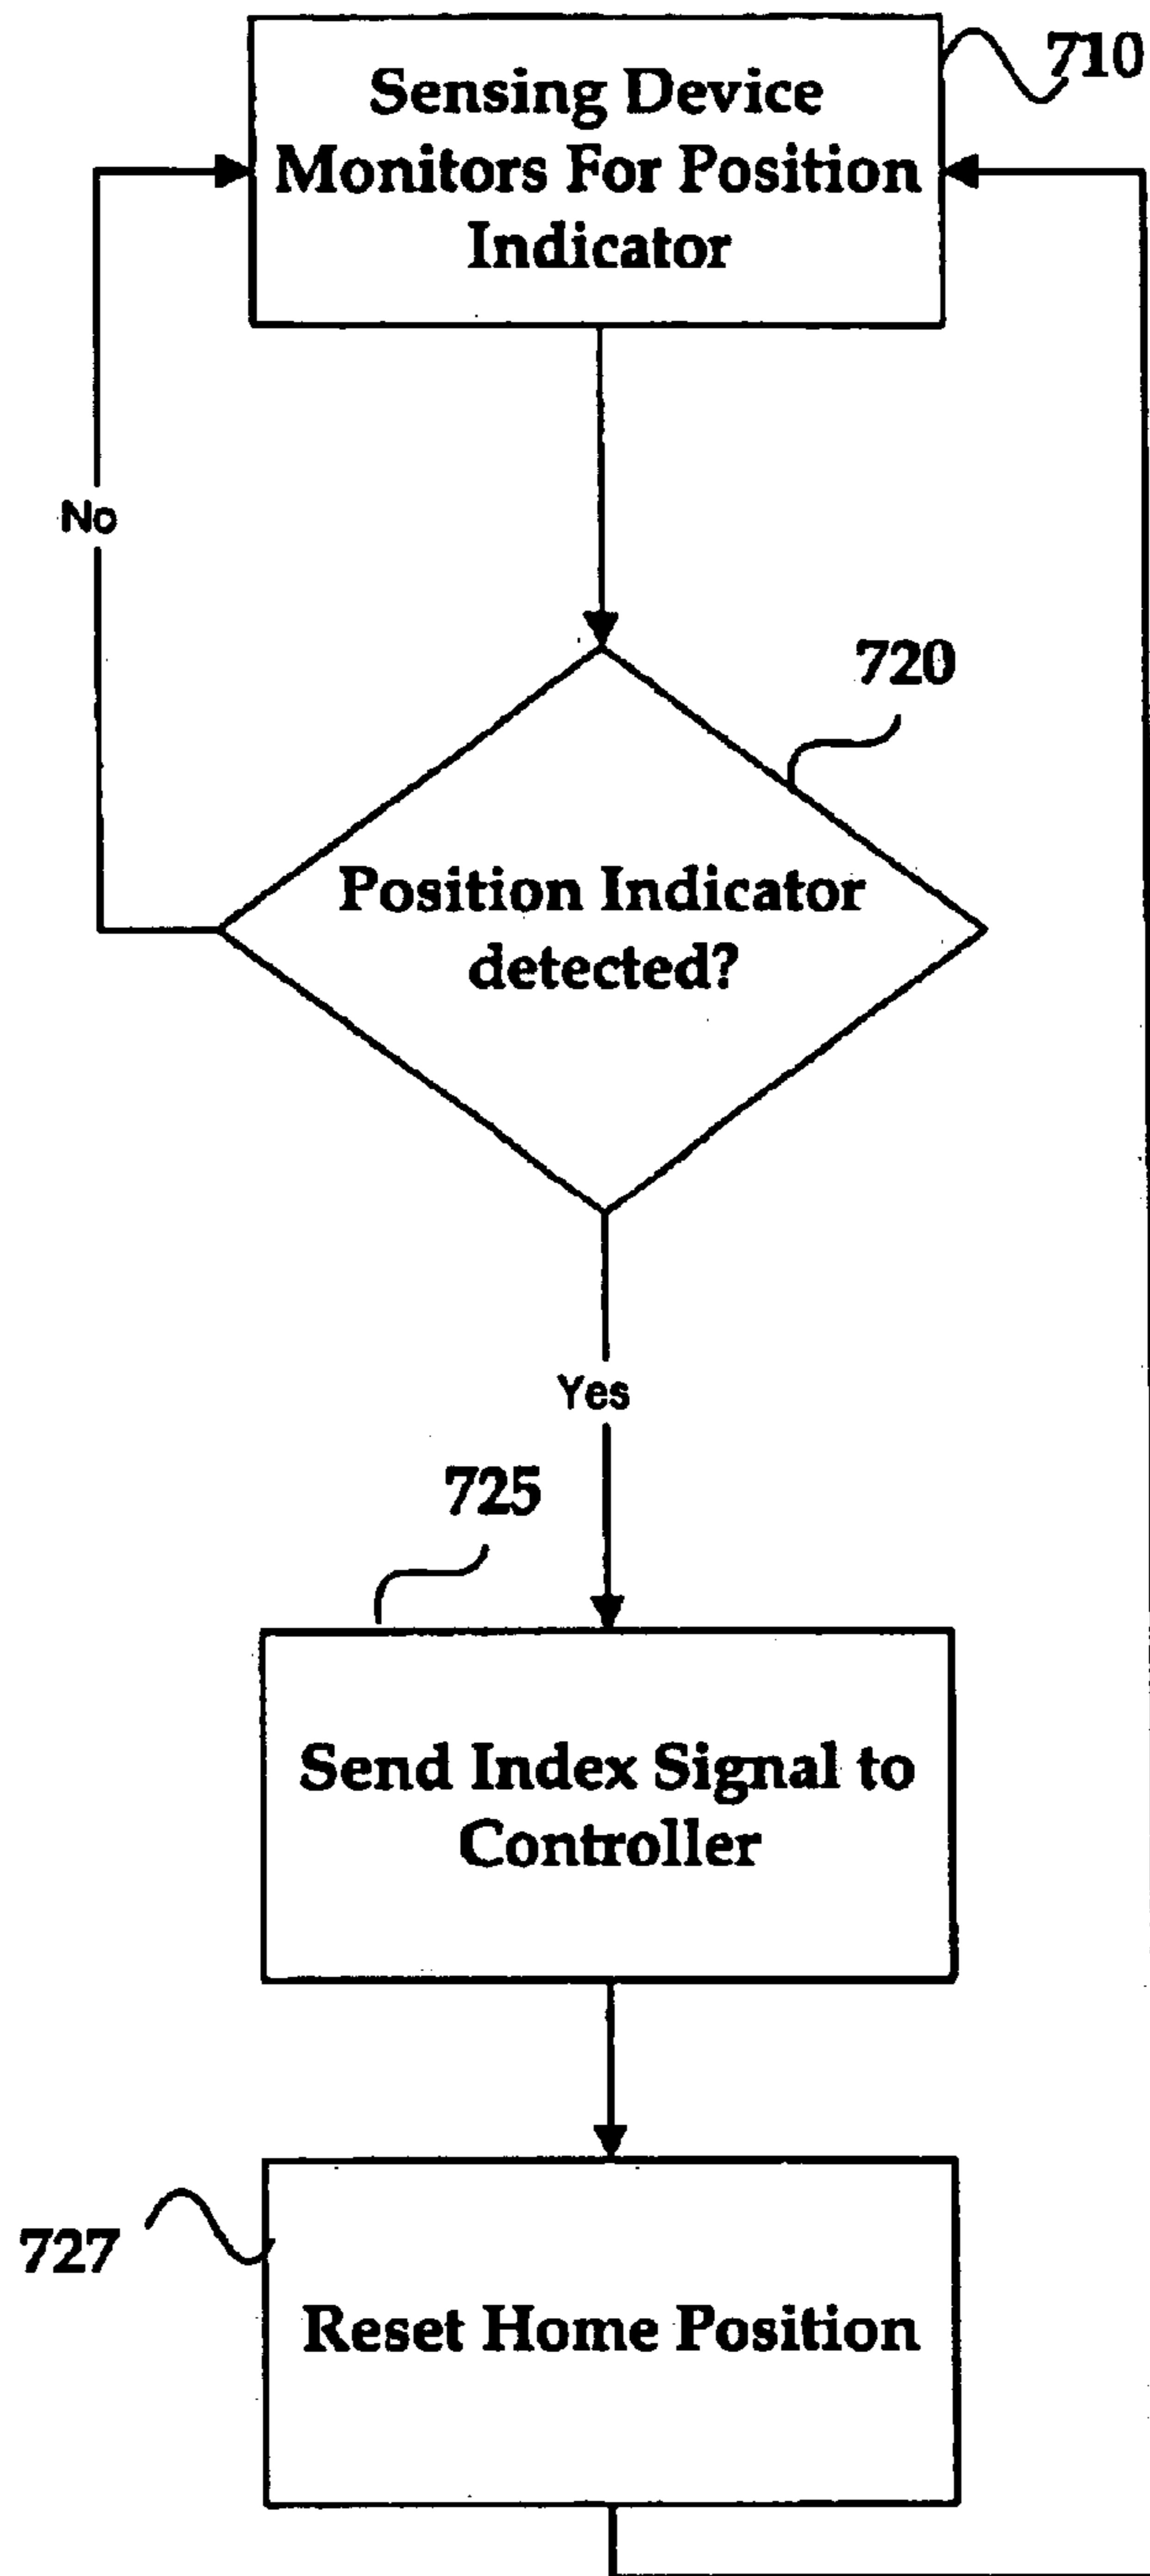 710
Sensing Device
Monitors For Position
Indicator
No
720
Position Indicator
detected?
Yes
725
Send Index Signal to
Controller
727
Reset Home Position